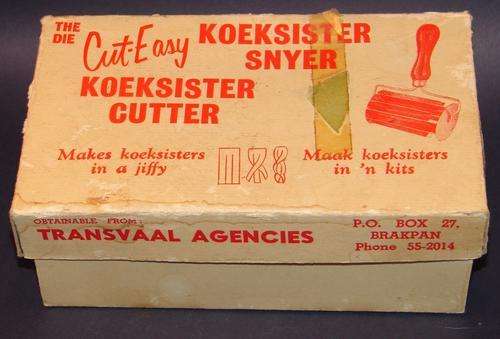 THE
DIE
Cut-Easy
KOEKSISTER
SNYER
KOEKSISTER
CUTTER
Makes koeksisters
in a jiffy
Maak koeksisters
in 'n kits
OBTAINABLE FROM:
TRANSVAAL AGENCIES
P.O. BOX 27,
BRAKPAN
Phone 55-2014